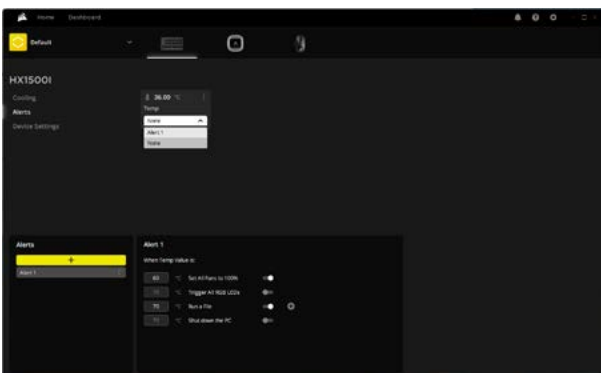 Home Dashboard
Default
HX1500I
Cooling
Alerts
Device Settings
36.00 °C
Temp
None
Alert 1
None
Alerts
+
Alert 1
Alert 1
When Temp Value is:
60 °C Set All Fans to 100%
°C Trigger All RGB LEDs
70 °C Run a File
°C Shut down the PC